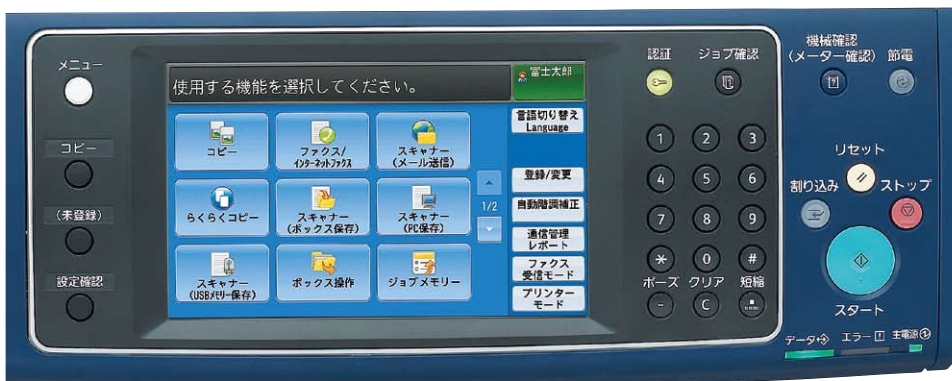 メニュー
コピー
(未登録)
設定確認
使用する機能を選択してください。
富士太郎
コピー
ファクス/
インターネットファクス
スキャナー
(メール送信)
らくらくコピー
スキャナー
(ボックス保存)
スキャナー
(PC保存)
スキャナー
(USBメモリー保存)
ボックス操作
ジョブメモリー
1/2
言語切り替え
Language
登録/変更
自動階調補正
通信管理
レポート
ファクス
受信モード
プリンター
モード
認証
ジョブ確認
1
2
3
4
5
6
7
8
9
*
0
#
ポーズ
クリア
短縮
-
C
機械確認
(メーター確認)
節電
リセット
割り込み
ストップ
スタート
データ
エラー
主電源